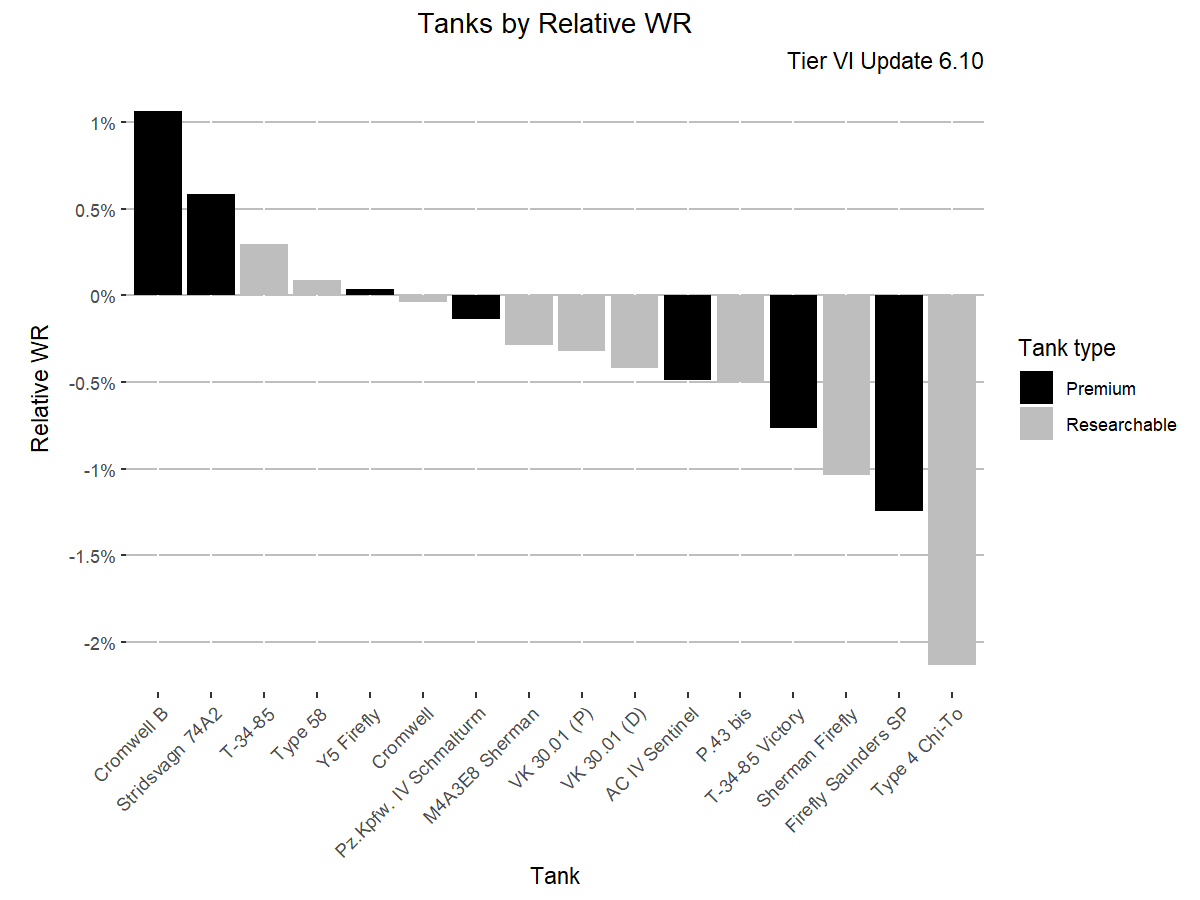 Tanks by Relative WR
Tier VI Update 6.10
1%
0.5%
0%
-0.5%
-1%
-1.5%
-2%
Relative WR
Cromwell B
Stridsvagn 74A2
T-34-85
Type 58
Y5 Firefly
Cromwell
Pz.Kpfw. IV Schmalturm
M4A3E8 Sherman
VK 30.01 (P)
VK 30.01 (D)
AC IV Sentinel
P.43 bis
T-34-85 Victory
Sherman Firefly
Firefly Saunders SP
Type 4 Chi-To
Tank
Tank type
Premium
Researchable